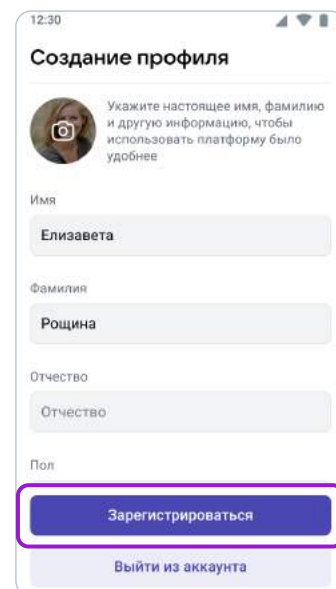 12:30
Создание профиля
Укажите настоящее имя, фамилию
и другую информацию, чтобы
использовать платформу было
удобнее
Имя
Елизавета
Фамилия
Рощина
Отчество
Отчество
Пол
Зарегистрироваться
Выйти из аккаунта